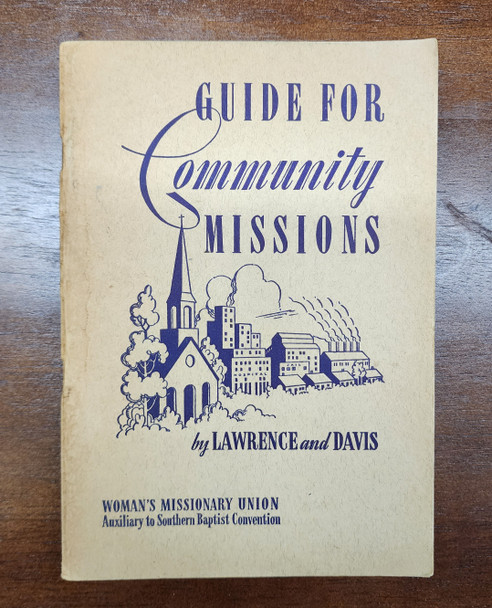 GUIDE FOR
Community
MISSIONS
by LAWRENCE and DAVIS
WOMAN'S MISSIONARY UNION
Auxiliary to Southern Baptist Convention